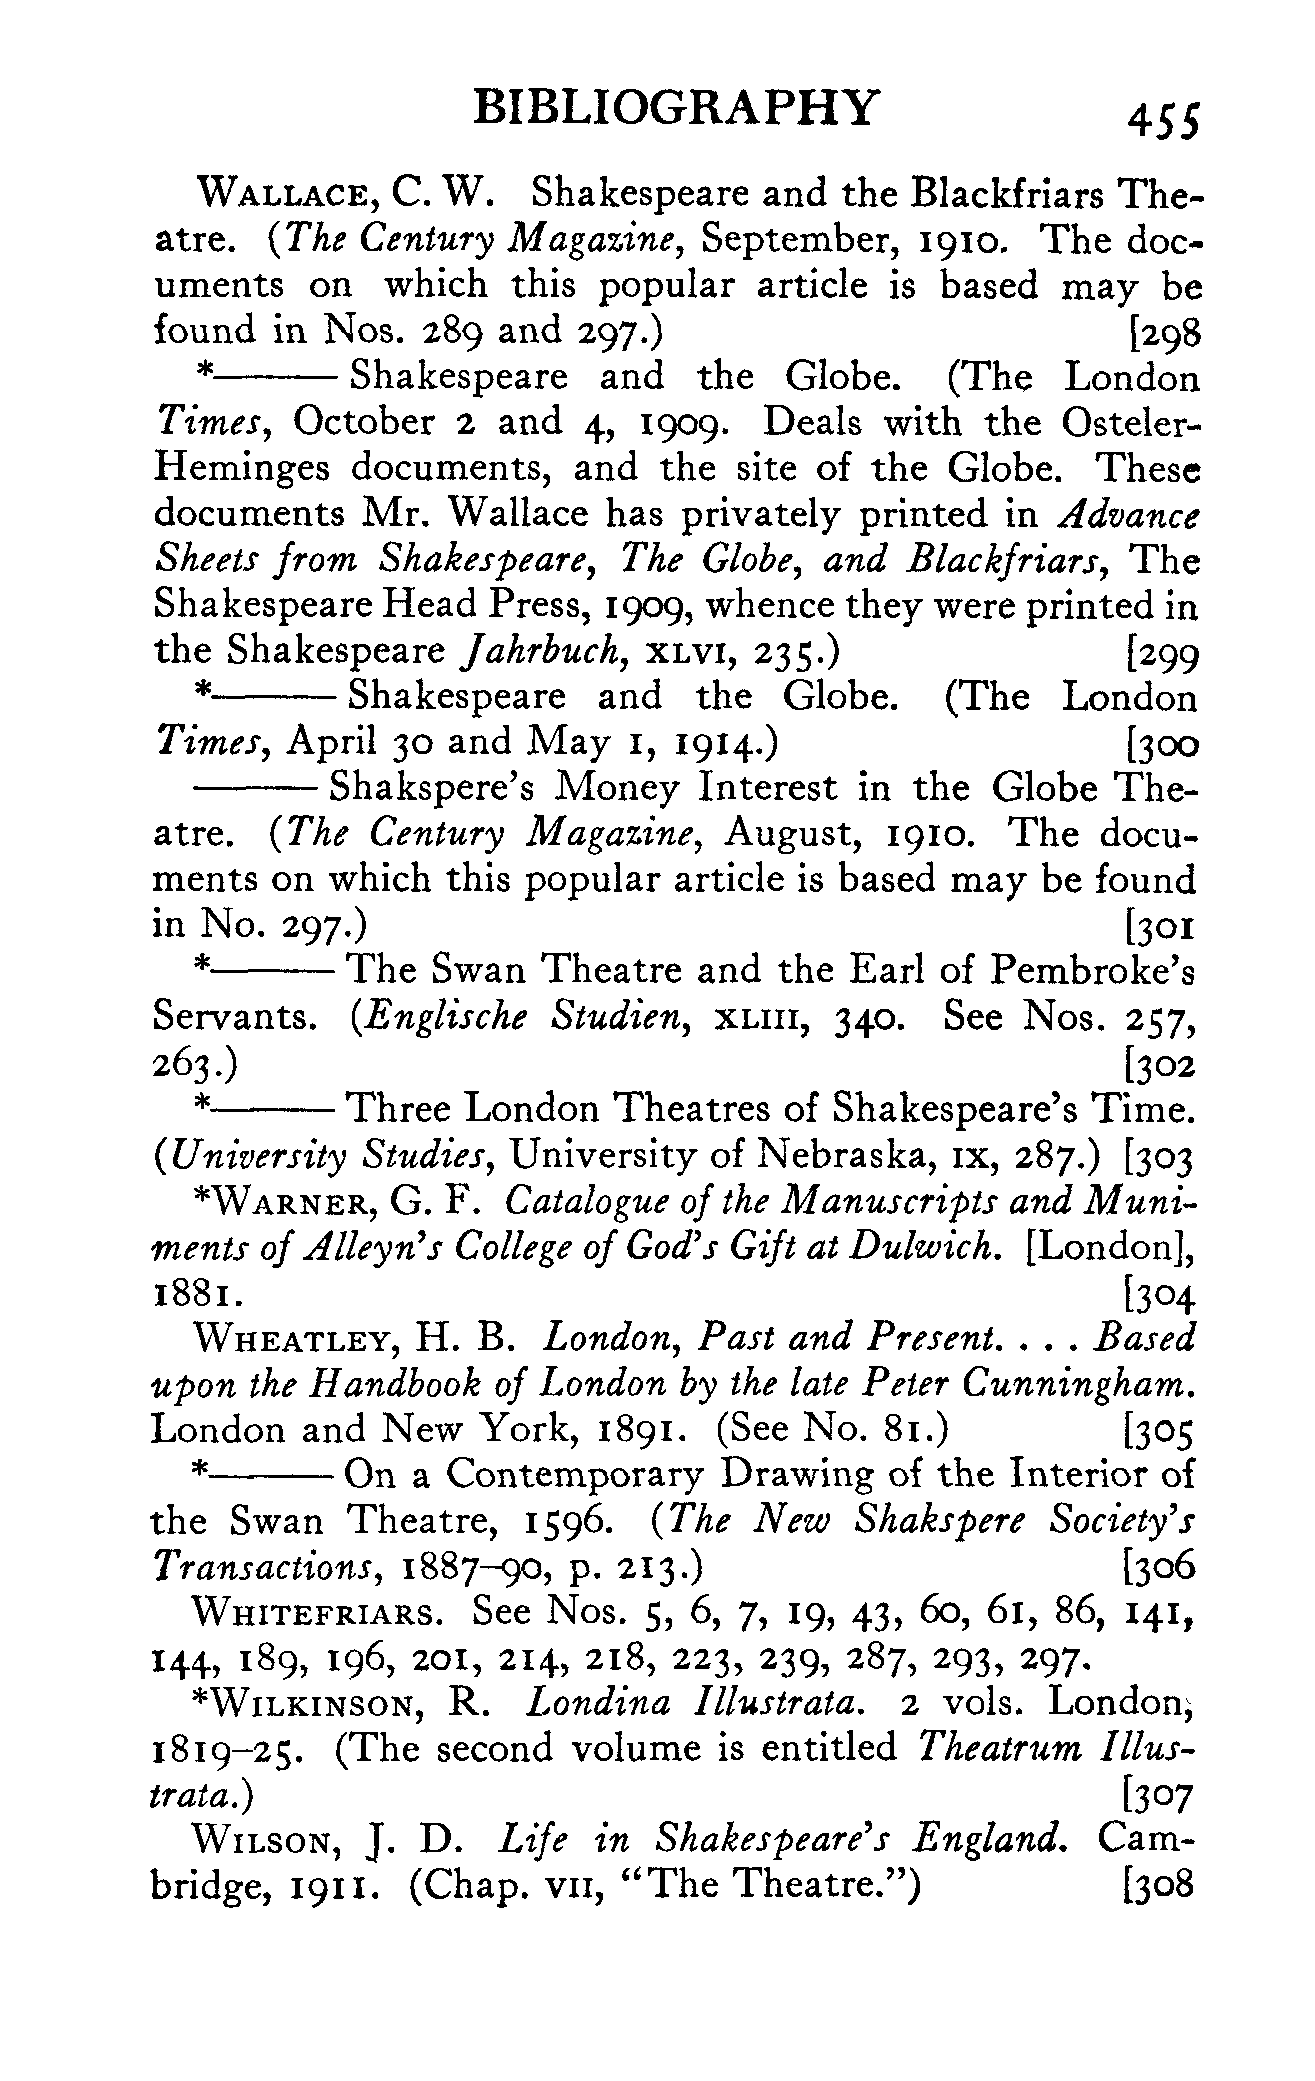 BIBLIOGRAPHY 455
WALLACE, C. W. Shakespeare and the Blackfriars The-
atre. (The Century Magazine, September, 1910. The doc-
uments on which this popular article is based may be
found in Nos. 289 and 297.) [298
*——— Shakespeare and the Globe. (The London
Times, October 2 and 4, 1909. Deals with the Osteler-
Heminges documents, and the site of the Globe. These
documents Mr. Wallace has privately printed in Advance
Sheets from Shakespeare, The Globe, and Blackfriars, The
Shakespeare Head Press, 1909, whence they were printed in
the Shakespeare Jahrbuch, XLVI, 235.) [299
*——— Shakespeare and the Globe. (The London
Times, April 30 and May 1, 1914.) [300
——— Shakspere's Money Interest in the Globe The-
atre. (The Century Magazine, August, 1910. The docu-
ments on which this popular article is based may be found
in No. 297.) [301
*——— The Swan Theatre and the Earl of Pembroke's
Servants. (Englische Studien, XLIII, 340. See Nos. 257,
263.) [302
*——— Three London Theatres of Shakespeare's Time.
(University Studies, University of Nebraska, IX, 287.) [303
*WARNER, G. F. Catalogue of the Manuscripts and Muni-
ments of Alleyn's College of God's Gift at Dulwich. [London],
1881. [304
WHEATLEY, H. B. London, Past and Present. . . . Based
upon the Handbook of London by the late Peter Cunningham.
London and New York, 1891. (See No. 81.) [305
*——— On a Contemporary Drawing of the Interior of
the Swan Theatre, 1596. (The New Shakspere Society's
Transactions, 1887–90, p. 213.) [306
WHITEFRIARS. See Nos. 5, 6, 7, 19, 43, 60, 61, 86, 141,
144, 189, 196, 201, 214, 218, 223, 239, 287, 293, 297.
*WILKINSON, R. Londina Illustrata. 2 vols. London,
1819–25. (The second volume is entitled Theatrum Illus-
trata.) [307
WILSON, J. D. Life in Shakespeare's England. Cam-
bridge, 1911. (Chap. VII, "The Theatre.") [308